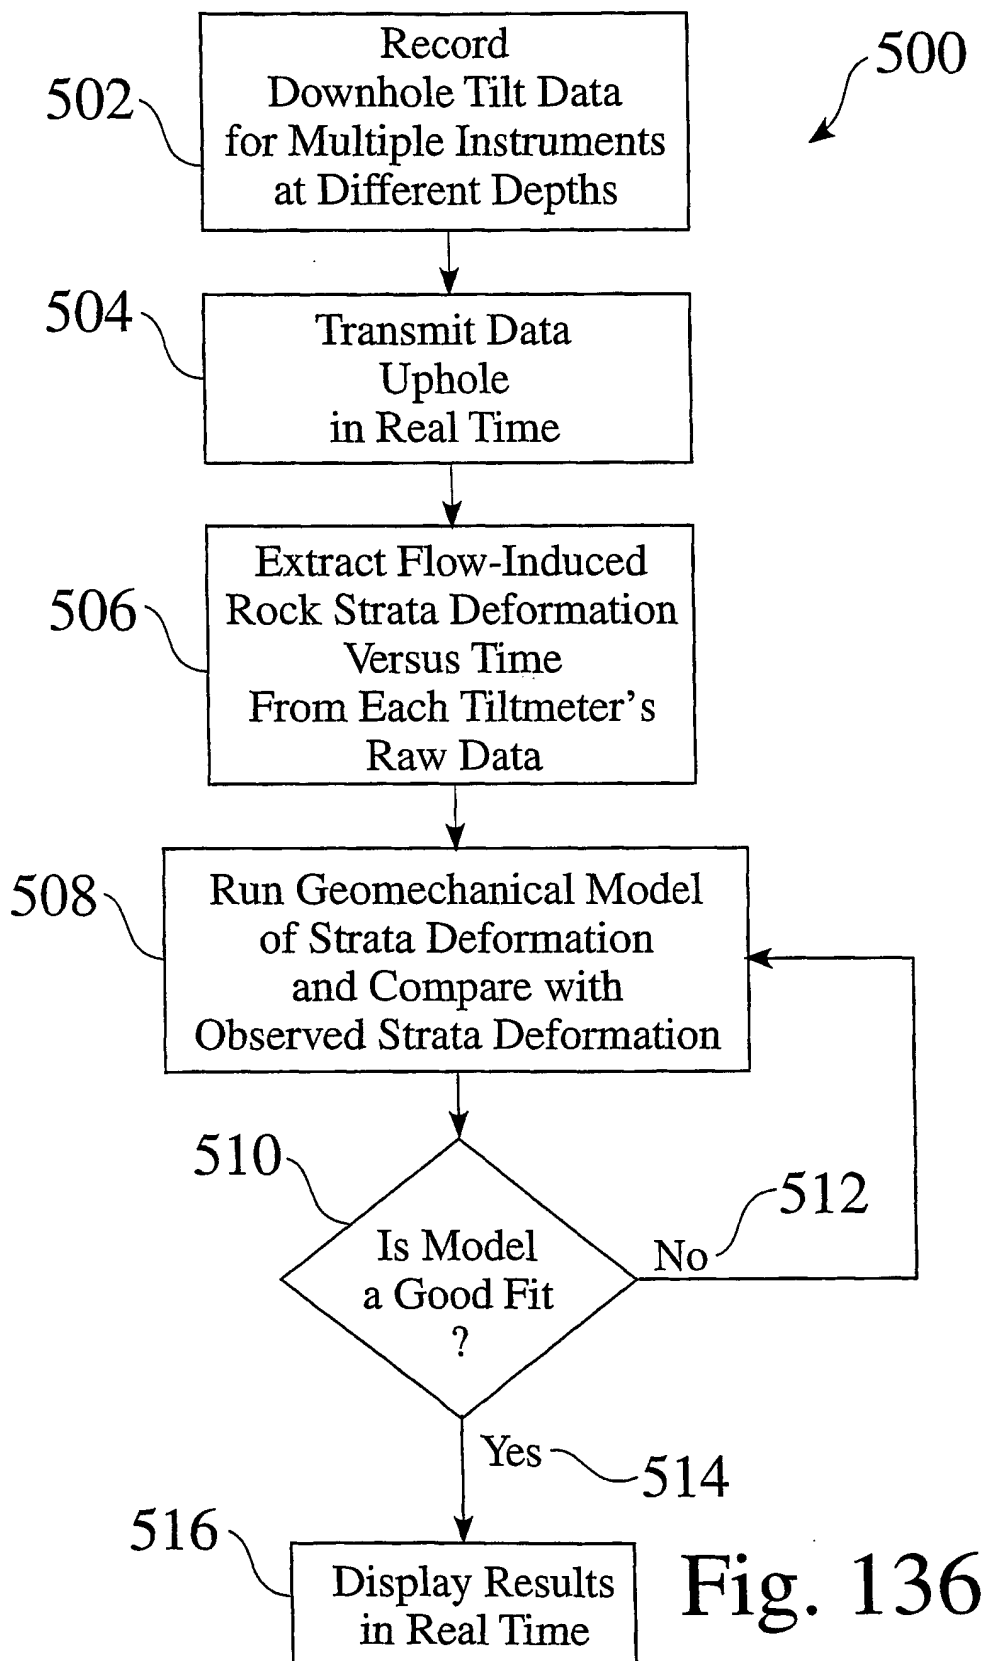 500
502
Record
Downhole Tilt Data
for Multiple Instruments
at Different Depths
504
Transmit Data
Uphole
in Real Time
506
Extract Flow-Induced
Rock Strata Deformation
Versus Time
From Each Tiltmeter's
Raw Data
508
Run Geomechanical Model
of Strata Deformation
and Compare with
Observed Strata Deformation
510
Is Model
a Good Fit
?
No
512
Yes
514
516
Display Results
in Real Time
Fig. 136